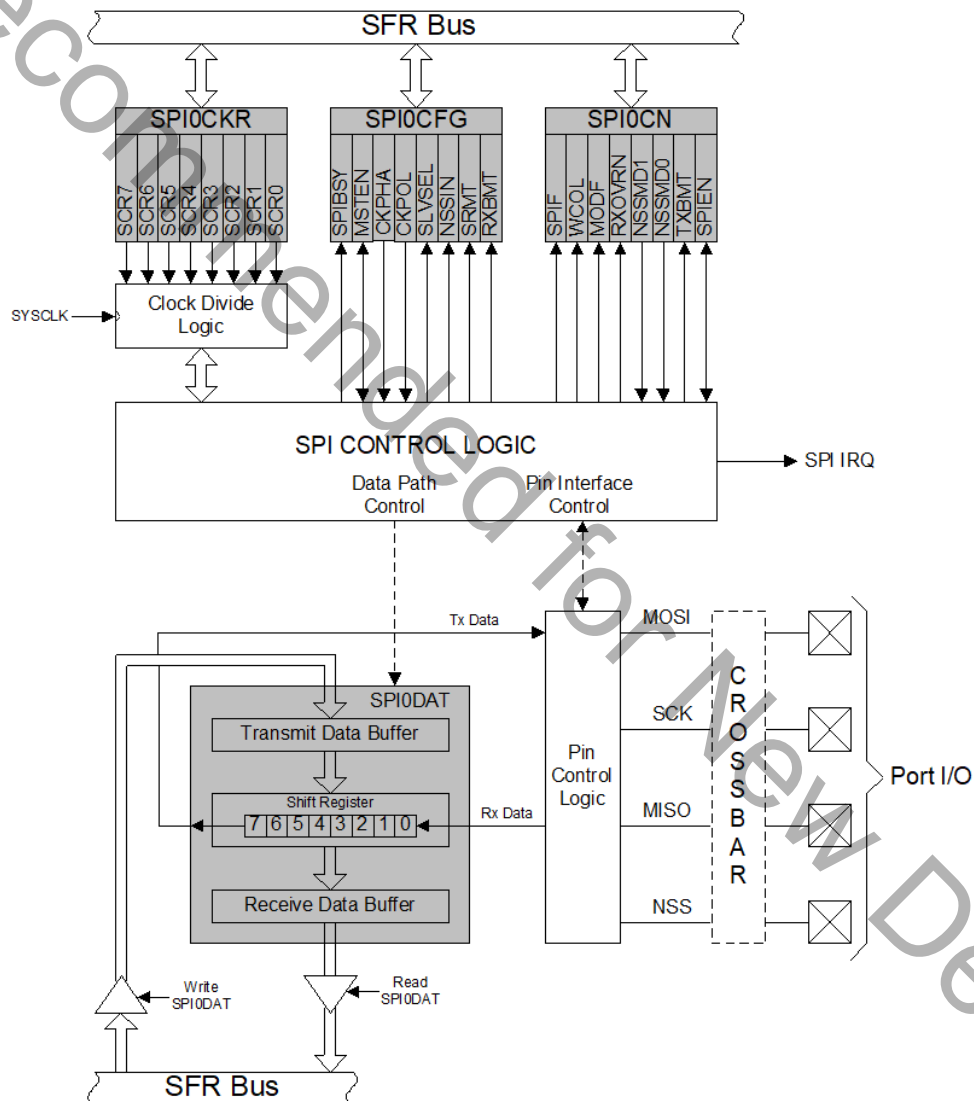 SFR Bus
SPI0CKR
SCR7
SCR6
SCR5
SCR4
SCR3
SCR2
SCR1
SCR0
SPI0CFG
SPIBSY
MSTEN
CKPHA
CKPOL
SLVSEL
NSSIN
SRMT
RXBMT
SPI0CN
SPIF
WCOL
MODF
RXOVRN
NSSMD1
NSSMD0
TXBMT
SPIEN
SYSCLK
Clock Divide
Logic
SPI CONTROL LOGIC
Data Path
Control
Pin Interface
Control
SPI IRQ
Tx Data
SPI0DAT
Transmit Data Buffer
Shift Register
7 6 5 4 3 2 1 0
Rx Data
Receive Data Buffer
Pin
Control
Logic
MOSI
SCK
MISO
NSS
CROSSBAR
Port I/O
Write
SPI0DAT
Read
SPI0DAT
SFR Bus
ecommended for New De